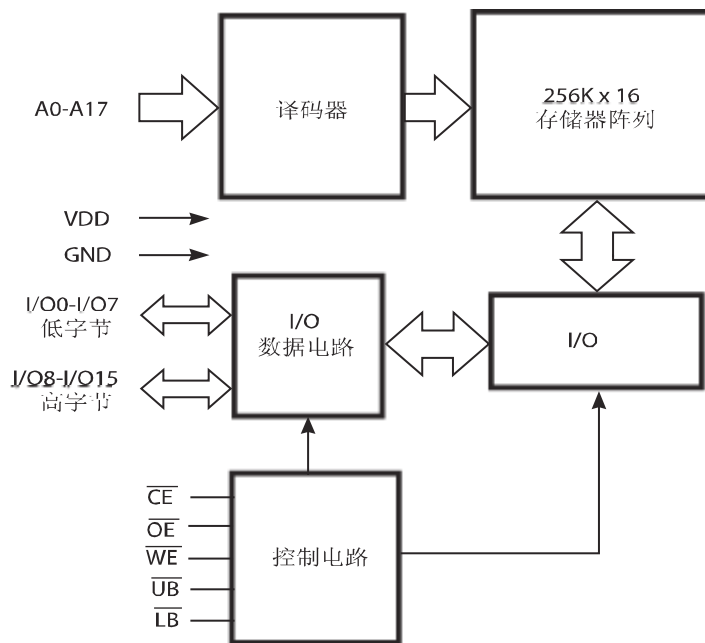 A0-A17
译码器
256K x 16
存储器阵列
VDD
GND
I/O0-I/O7
低字节
I/O
数据电路
I/O
I/O8-I/O15
高字节
CE
OE
WE
UB
LB
控制电路